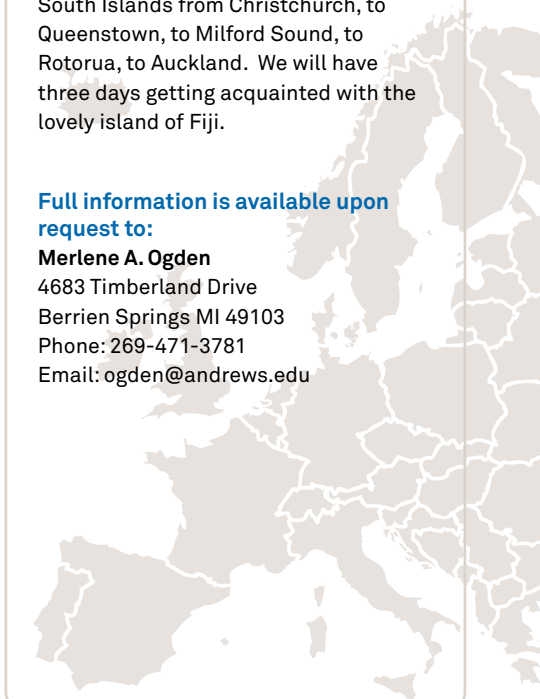 South Islands from Christchurch, to
Queenstown, to Milford Sound, to
Rotorua, to Auckland.  We will have
three days getting acquainted with the
lovely island of Fiji.
Full information is available upon
request to:
Merlene A. Ogden
4683 Timberland Drive
Berrien Springs MI 49103
Phone: 269-471-3781
Email: ogden@andrews.edu